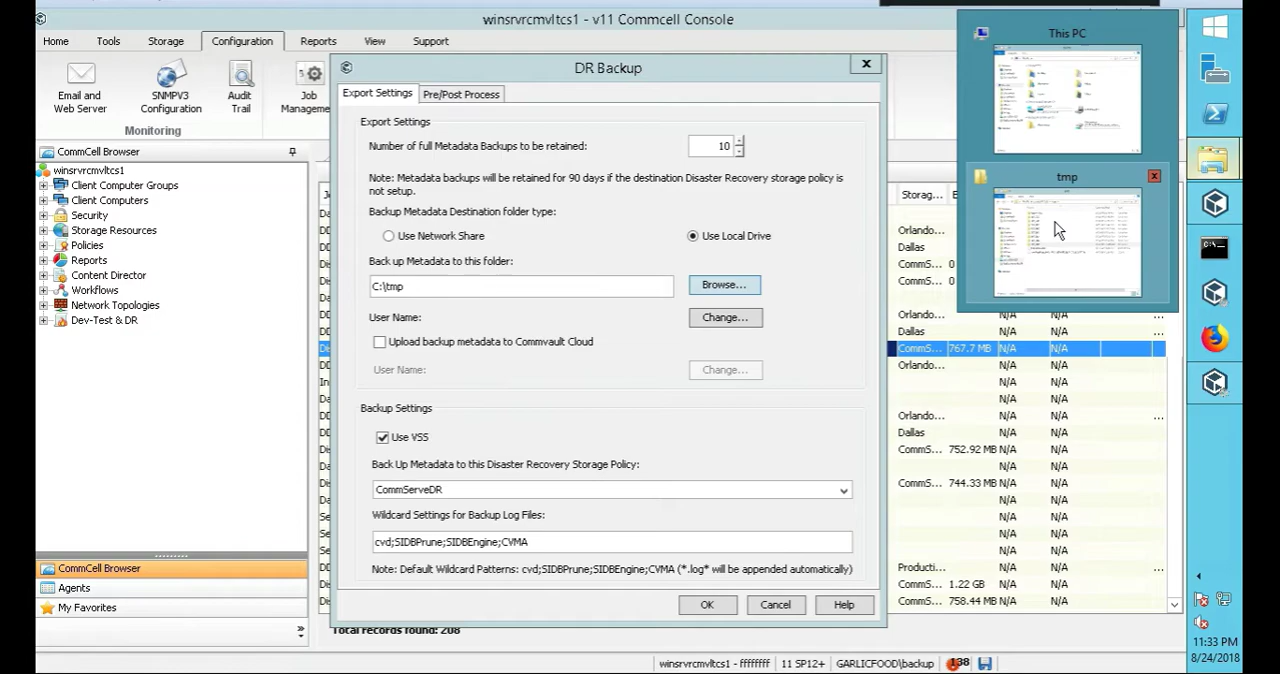 winsrvrcmvltcs1 - v11 Commcell Console
Home Tools Storage Configuration Reports View Support
Email and Web Server
SNMPV3 Configuration
Audit Trail
Job Manageme
Monitoring
CommCell Browser
winsrvrcmvltcs1
Client Computer Groups
Client Computers
Security
Storage Resources
Policies
Reports
Content Director
Workflows
Network Topologies
Dev-Test & DR
CommCell Browser
Agents
My Favorites
DR Backup
Export Settings Pre/Post Process
Export Settings
Number of full Metadata Backups to be retained: 10
Note: Metadata backups will be retained for 90 days if the destination Disaster Recovery storage policy is
not setup.
Backup Metadata Destination folder type:
Network Share Use Local Drive
Back up Metadata to this folder:
C:\tmp Browse...
User Name: Change...
Upload backup metadata to Commvault Cloud
User Name: Change...
Backup Settings
Use VSS
Back Up Metadata to this Disaster Recovery Storage Policy:
CommServeDR
Wildcard Settings for Backup Log Files:
cvd;SIDBPrune;SIDBEngine;CVMA
Note: Default Wildcard Patterns: cvd;SIDBPrune;SIDBEngine;CVMA (*.log* will be appended automatically)
OK Cancel Help
Total records found: 208
Storag...
Orlando...
Dallas
CommS... 0
CommS... 0
Orlando... N/A N/A ...
Dallas N/A N/A
CommS... 767.7 MB N/A N/A
Orlando... N/A N/A
N/A N/A
N/A N/A
Orlando... N/A N/A ...
Dallas N/A N/A
CommS... 752.92 MB N/A N/A
N/A N/A
CommS... 744.33 MB N/A N/A
N/A N/A
N/A N/A
N/A N/A
N/A N/A
Producti... N/A N/A ...
CommS... 1.22 GB N/A N/A
CommS... 758.44 MB N/A N/A
This PC
tmp
winsrvrcmvltcs1 - ffffffff 11 SP12+ GARLICFOOD\backup 138
11:33 PM
8/24/2018